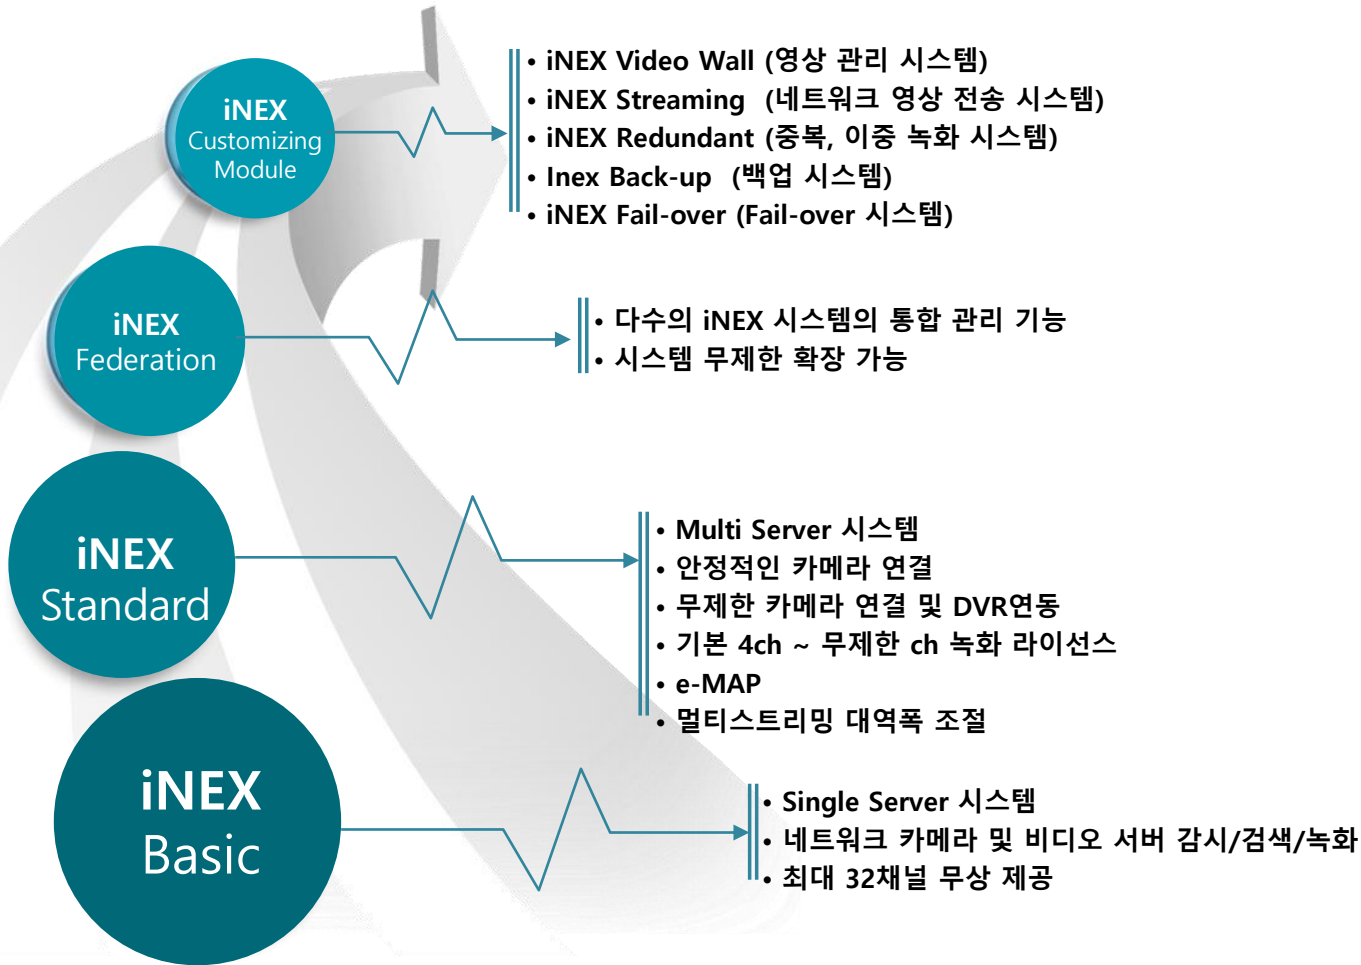 iNEX
Customizing
Module
• iNEX Video Wall (영상 관리 시스템)
• iNEX Streaming  (네트워크 영상 전송 시스템)
• iNEX Redundant (중복, 이중 녹화 시스템)
• Inex Back-up  (백업 시스템)
• iNEX Fail-over (Fail-over 시스템)
iNEX
Federation
• 다수의 iNEX 시스템의 통합 관리 기능
• 시스템 무제한 확장 가능
iNEX
Standard
• Multi Server 시스템
• 안정적인 카메라 연결
• 무제한 카메라 연결 및 DVR연동
• 기본 4ch ~ 무제한 ch 녹화 라이선스
• e-MAP
• 멀티스트리밍 대역폭 조절
iNEX
Basic
• Single Server 시스템
• 네트워크 카메라 및 비디오 서버 감시/검색/녹화
• 최대 32채널 무상 제공